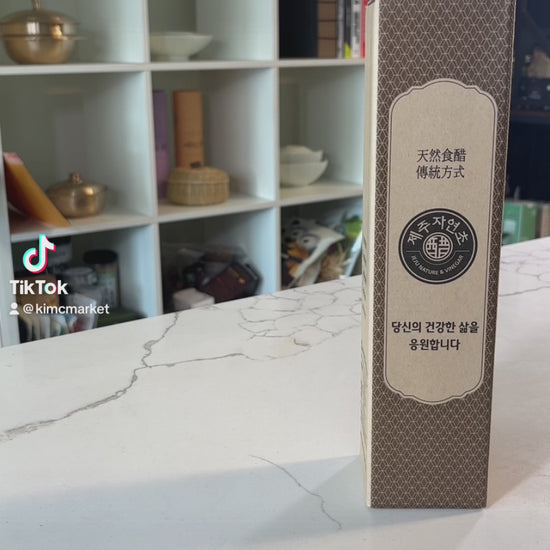 天然食醋
傳統方式
제주자연초
醋
JEJU NATURE & VINEGAR
당신의 건강한 삶을
응원합니다
TikTok
@kimcmarket